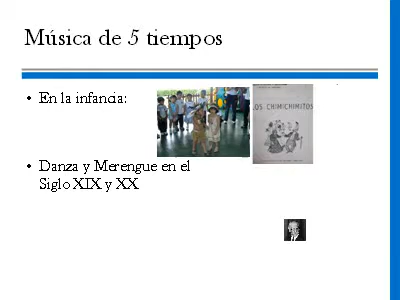 Música de 5 tiempos
• En la infancia:
LOS CHIMICHIMITOS
• Danza y Merengue en el
Siglo XIX y XX